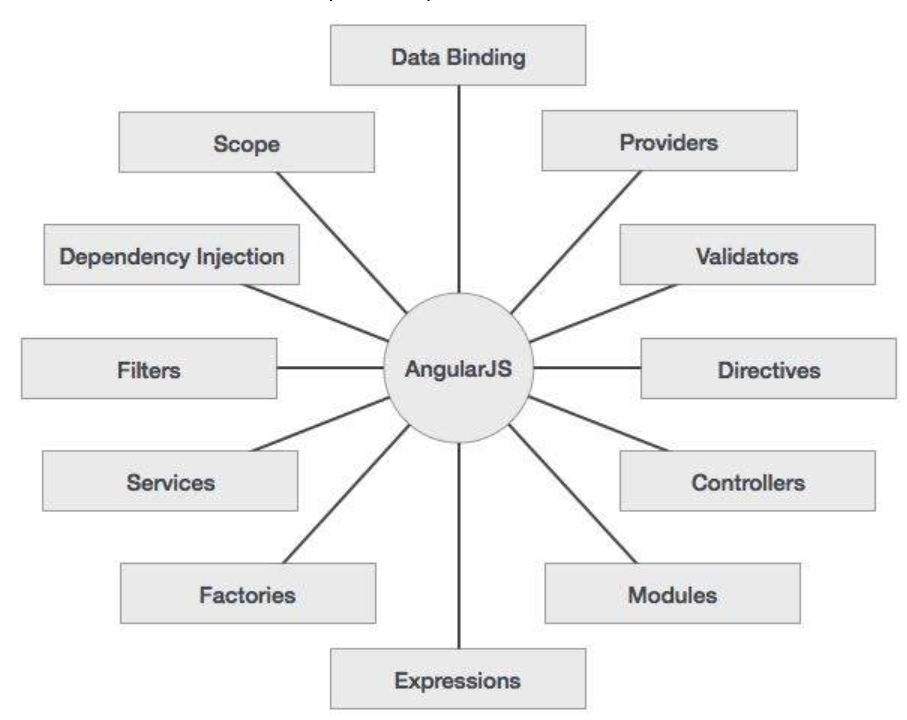 Data Binding
Scope
Providers
Dependency Injection
Validators
Filters
AngularJS
Directives
Services
Controllers
Factories
Modules
Expressions